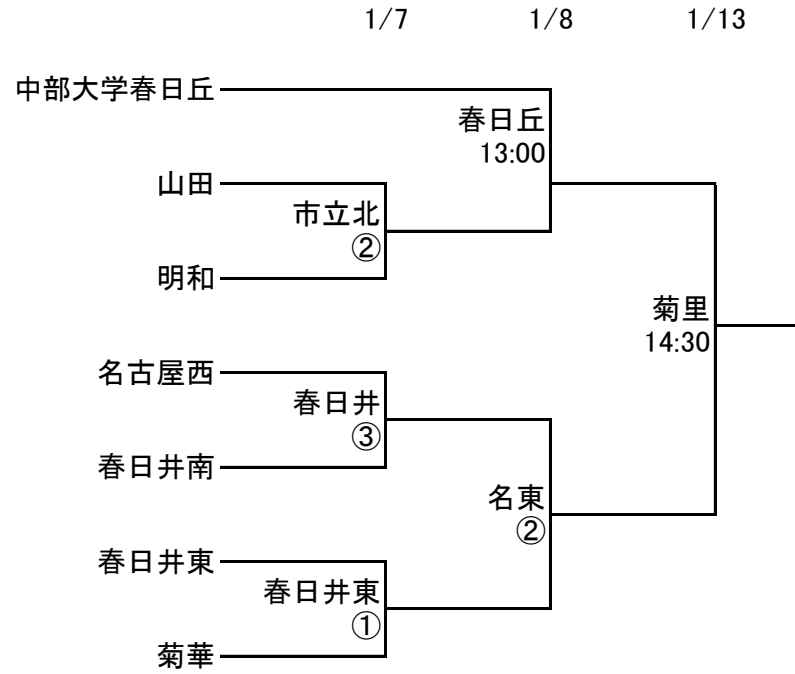 1/7 1/8 1/13
中部大学春日丘
春日丘
13:00
山田
市立北
②
明和
菊里
14:30
名古屋西
春日井
③
春日井南
名東
②
春日井東
春日井東
①
菊華